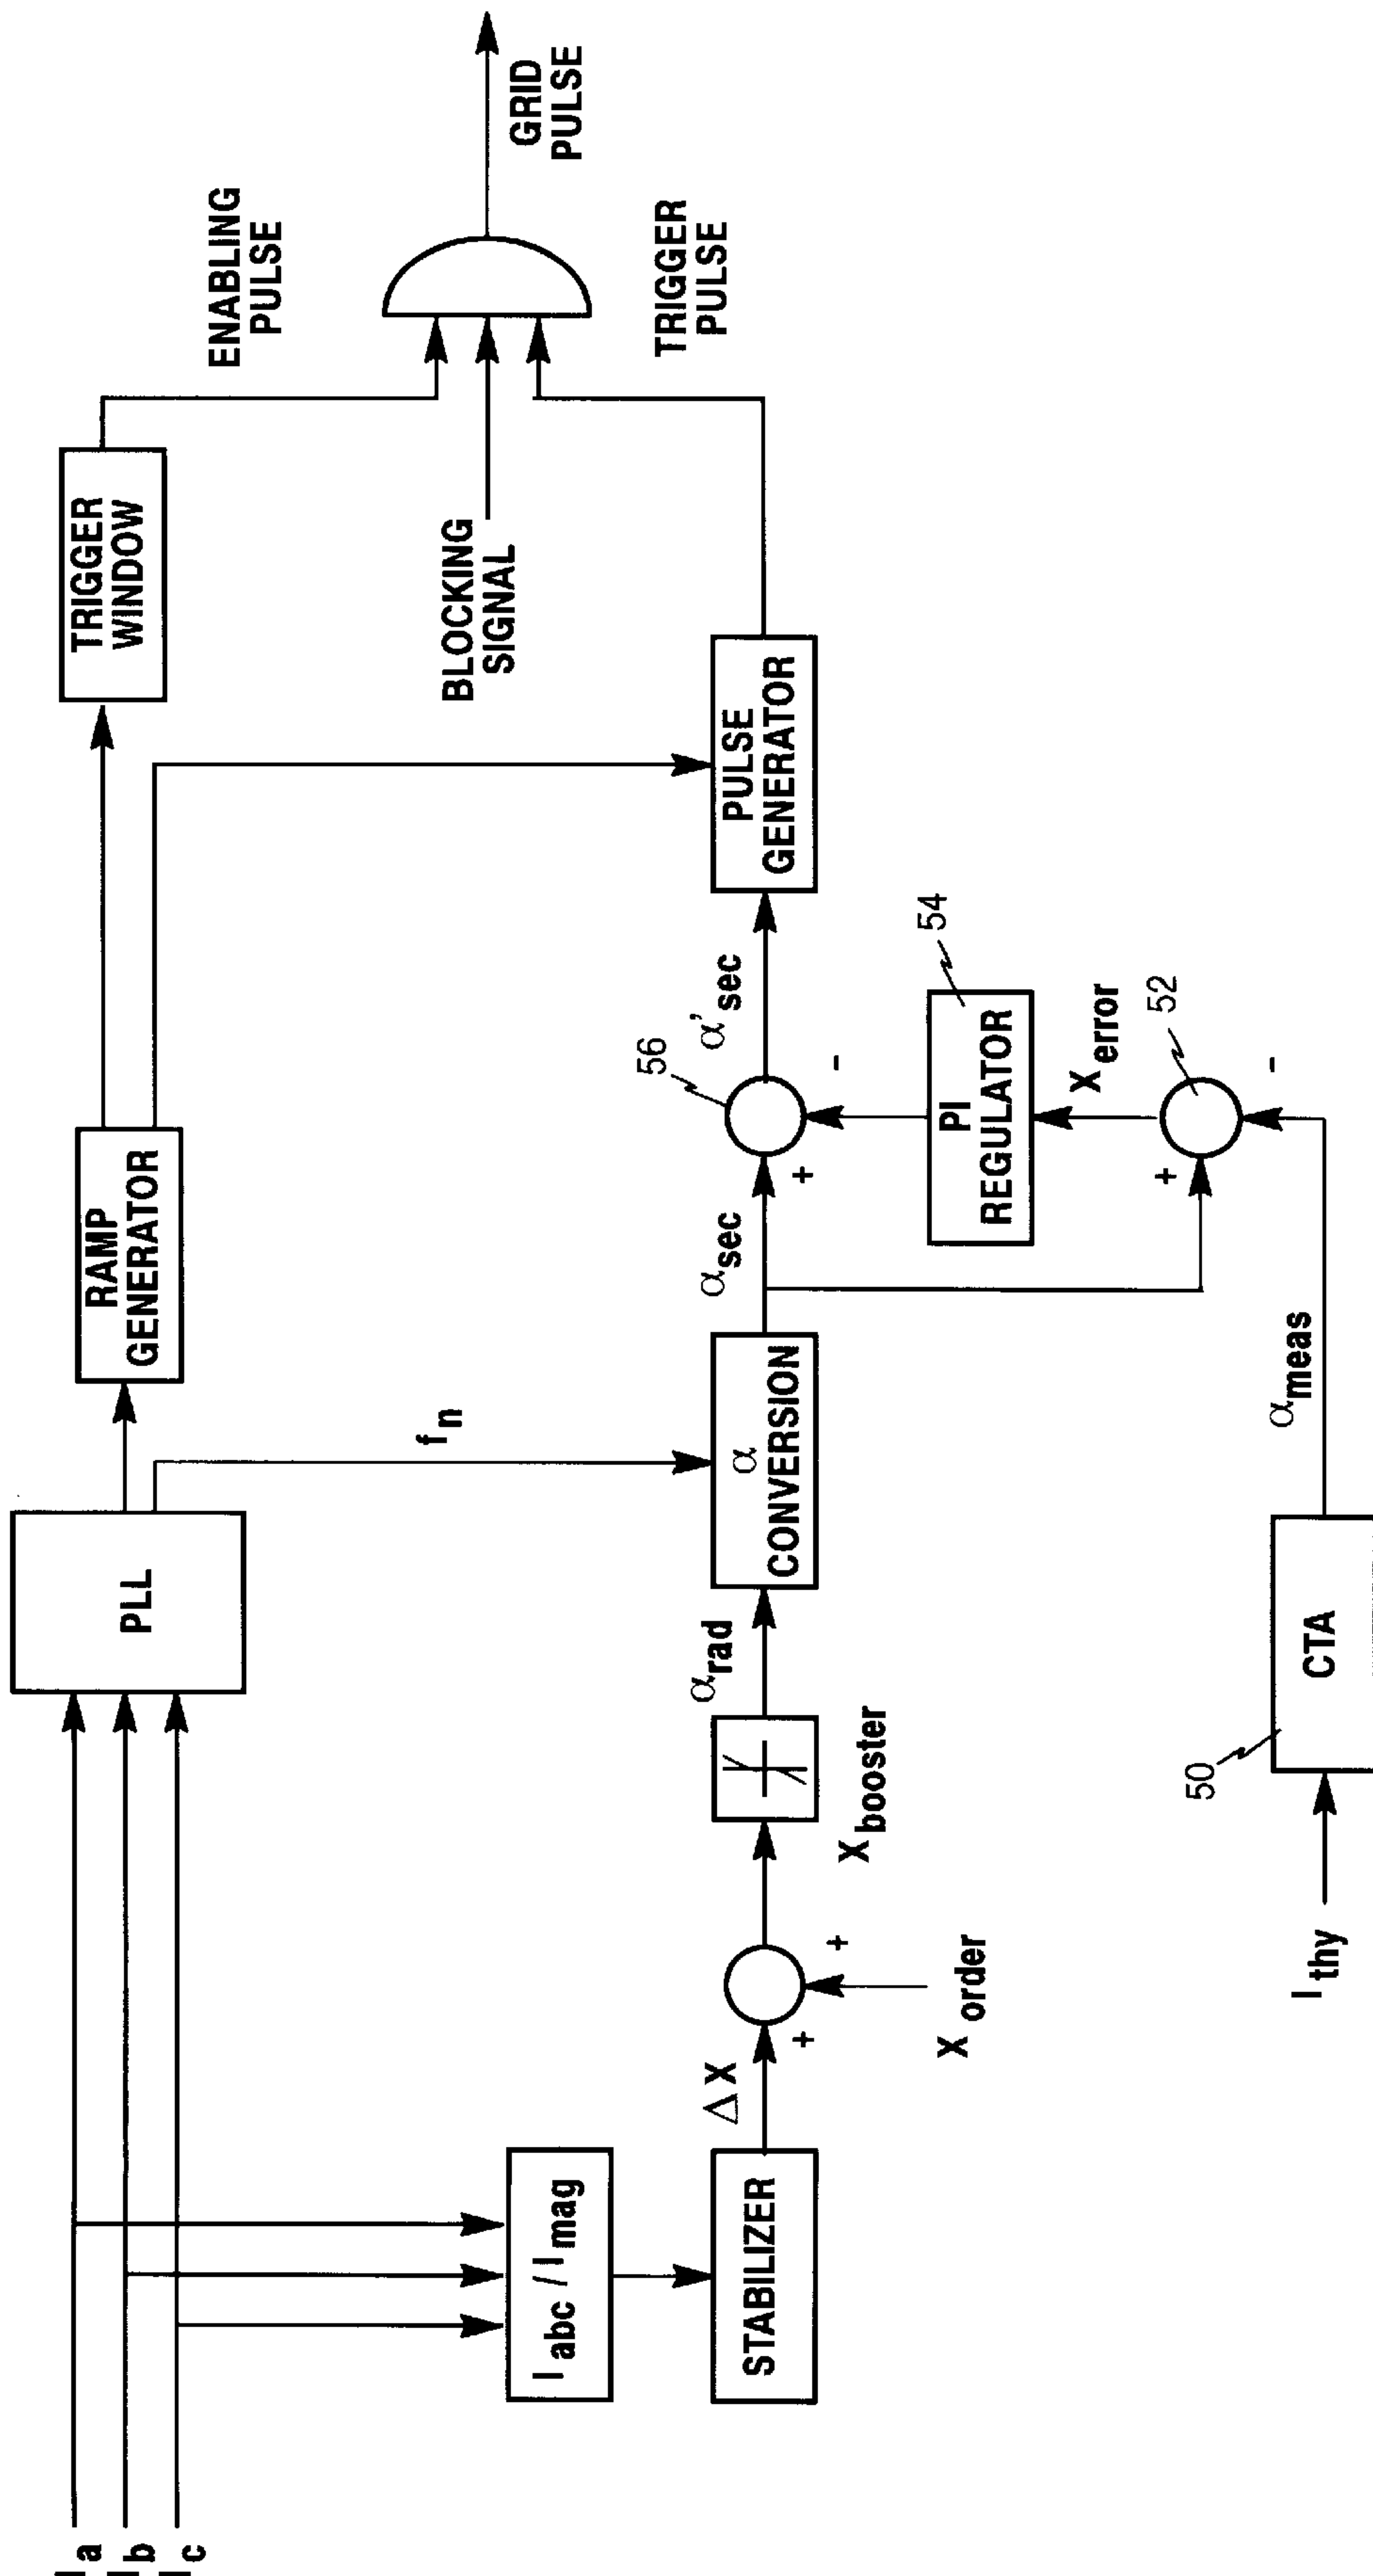 I a
I b
I c
PLL
RAMP
GENERATOR
TRIGGER
WINDOW
ENABLING
PULSE
GRID
PULSE
BLOCKING
SIGNAL
TRIGGER
PULSE
f n
I abc / I mag
STABILIZER
Δ X
+
+
X order
X booster
α rad
α
CONVERSION
α sec
+
56
-
α' sec
PULSE
GENERATOR
PI
REGULATOR
54
X error
52
+
-
α meas
CTA
50
I thy